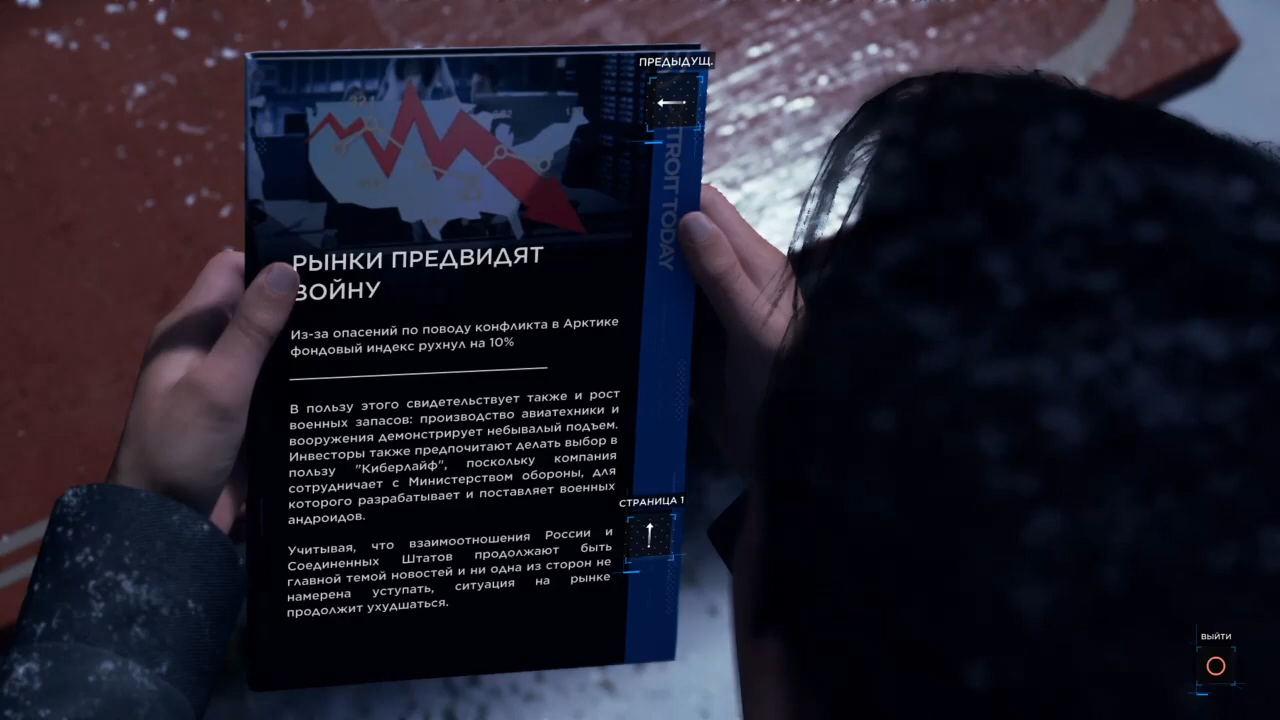 ПРЕДЫДУЩ.
TROIT TODAY
РЫНКИ ПРЕДВИДЯТ
ВОЙНУ
Из-за опасений по поводу конфликта в Арктике
фондовый индекс рухнул на 10%
В пользу этого свидетельствует также и рост
военных запасов: производство авиатехники и
вооружения демонстрирует небывалый подъем.
Инвесторы также предпочитают делать выбор в
пользу "Киберлайф", поскольку компания
сотрудничает с Министерством обороны, для
которого разрабатывает и поставляет военных
андроидов.
СТРАНИЦА 1
Учитывая, что взаимоотношения России и
Соединенных Штатов продолжают быть
главной темой новостей и ни одна из сторон не
намерена уступать, ситуация на рынке
продолжит ухудшаться.
ВЫЙТИ